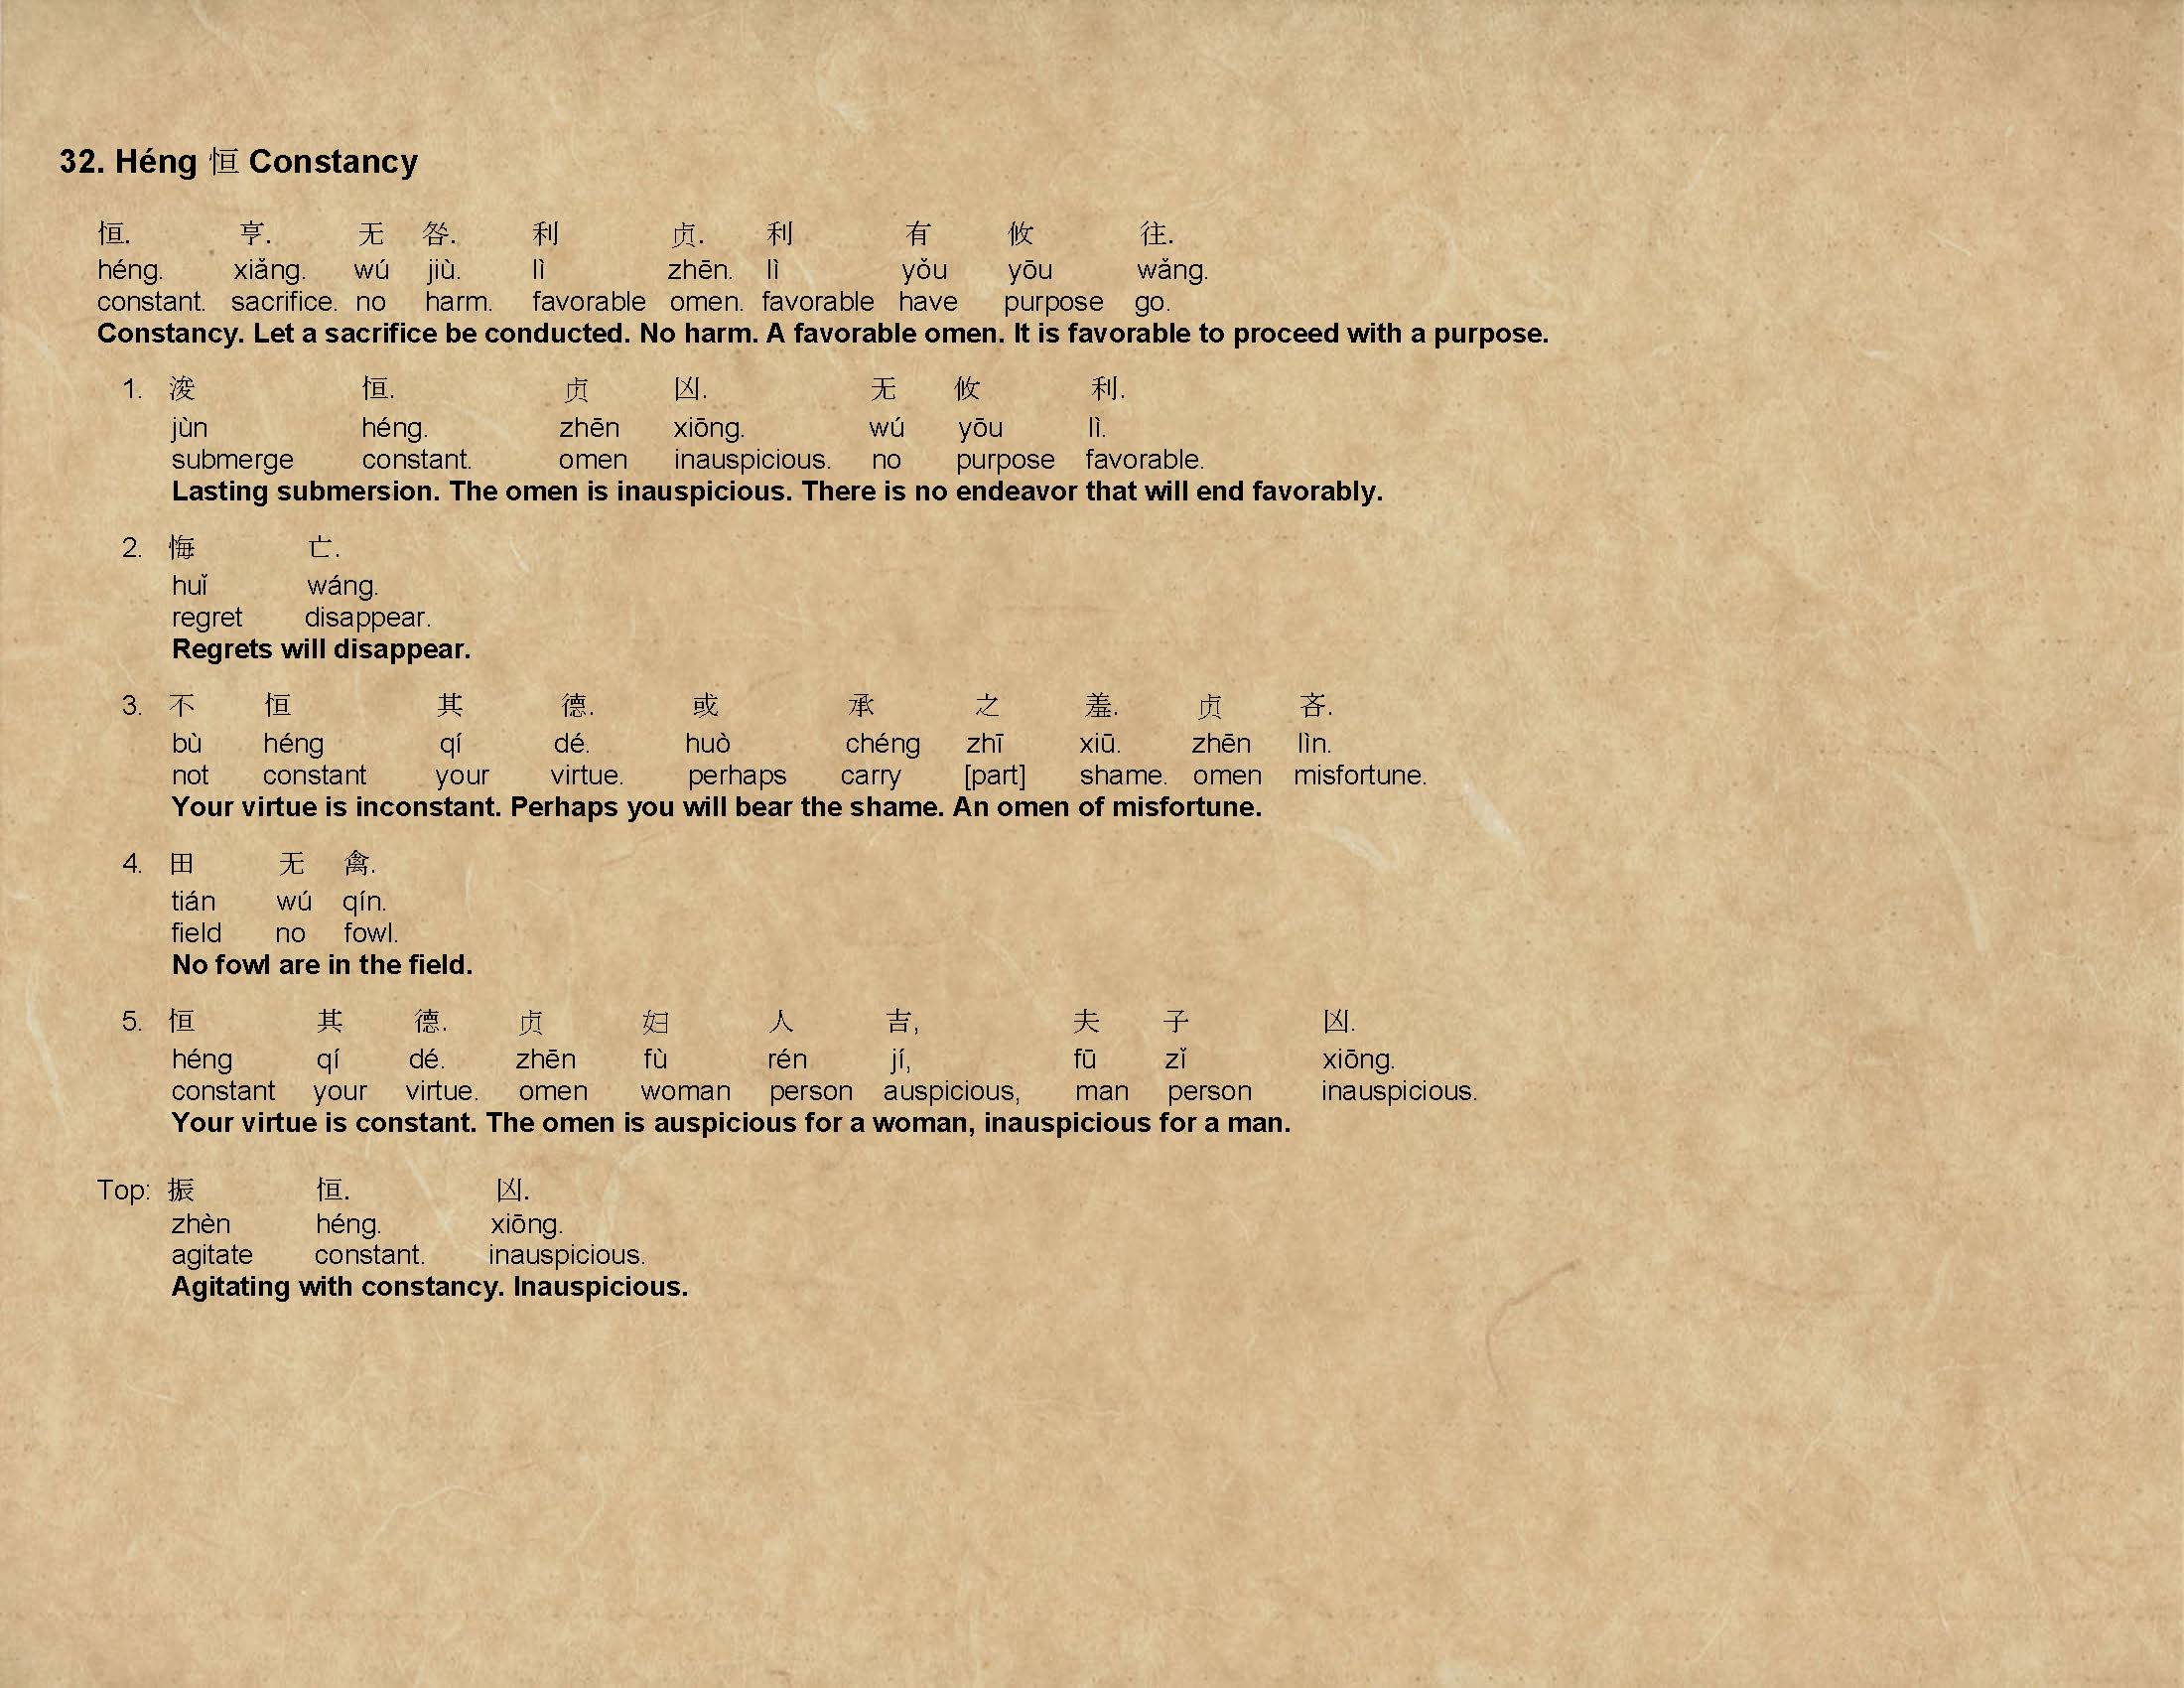 32. Héng 恒 Constancy
恒. 亨. 无 咎. 利 贞. 利 有 攸 往.
héng. xiǎng. wú jiù. lì zhēn. lì yǒu yōu wǎng.
constant. sacrifice. no harm. favorable omen. favorable have purpose go.
Constancy. Let a sacrifice be conducted. No harm. A favorable omen. It is favorable to proceed with a purpose.
1. 浚 恒. 贞 凶. 无 攸 利.
jùn héng. zhēn xiōng. wú yōu lì.
submerge constant. omen inauspicious. no purpose favorable.
Lasting submersion. The omen is inauspicious. There is no endeavor that will end favorably.
2. 悔 亡.
huǐ wáng.
regret disappear.
Regrets will disappear.
3. 不 恒 其 德. 或 承 之 羞. 贞 吝.
bù héng qí dé. huò chéng zhī xiū. zhēn lìn.
not constant your virtue. perhaps carry [part] shame. omen misfortune.
Your virtue is inconstant. Perhaps you will bear the shame. An omen of misfortune.
4. 田 无 禽.
tián wú qín.
field no fowl.
No fowl are in the field.
5. 恒 其 德. 贞 妇 人 吉, 夫 子 凶.
héng qí dé. zhēn fù rén jí, fū zǐ xiōng.
constant your virtue. omen woman person auspicious, man person inauspicious.
Your virtue is constant. The omen is auspicious for a woman, inauspicious for a man.
Top: 振 恒. 凶.
zhèn héng. xiōng.
agitate constant. inauspicious.
Agitating with constancy. Inauspicious.